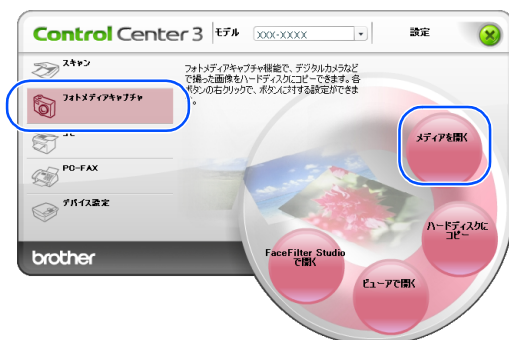 Control Center 3 モデル XXX-XXXX 設定
スキャン
フォトメディアキャプチャ
フォトメディアキャプチャ機能で、デジタルカメラなど
で撮った画像をハードディスクにコピーできます。各
ボタンの右クリックで、ボタンに対する設定ができま
。
コピー
PC-FAX
デバイス設定
brother
メディアを開く
ハードディスクに
コピー
ビューアで開く
FaceFilter Studio
で開く